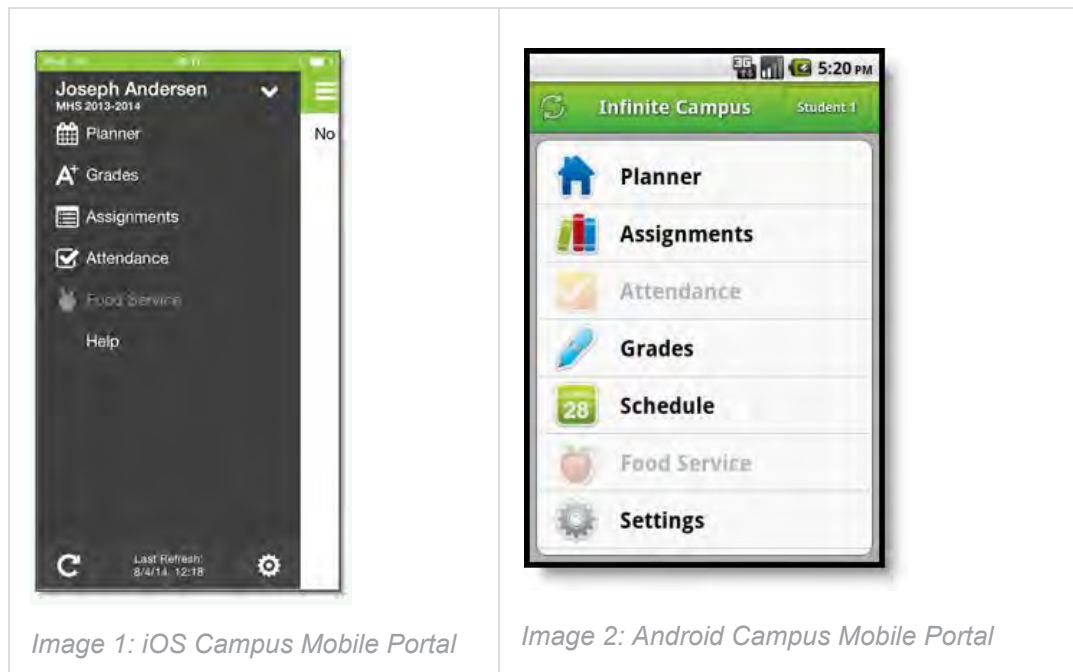 Joseph Andersen
MHS 2013-2014
Planner
Grades
Assignments
Attendance
Food Service
Help
No
Last Refresh:
8/4/14 12:18
Image 1: iOS Campus Mobile Portal
3G
5:20 PM
Infinite Campus
Student 1
Planner
Assignments
Attendance
Grades
28
Schedule
Food Service
Settings
Image 2: Android Campus Mobile Portal